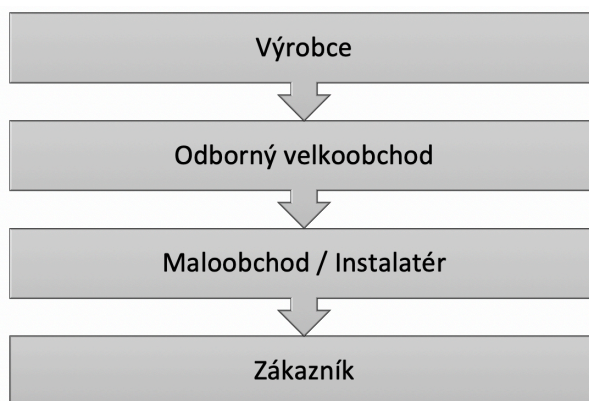 Výrobce
Odborný velkoobchod
Maloobchod / Instalatér
Zákazník